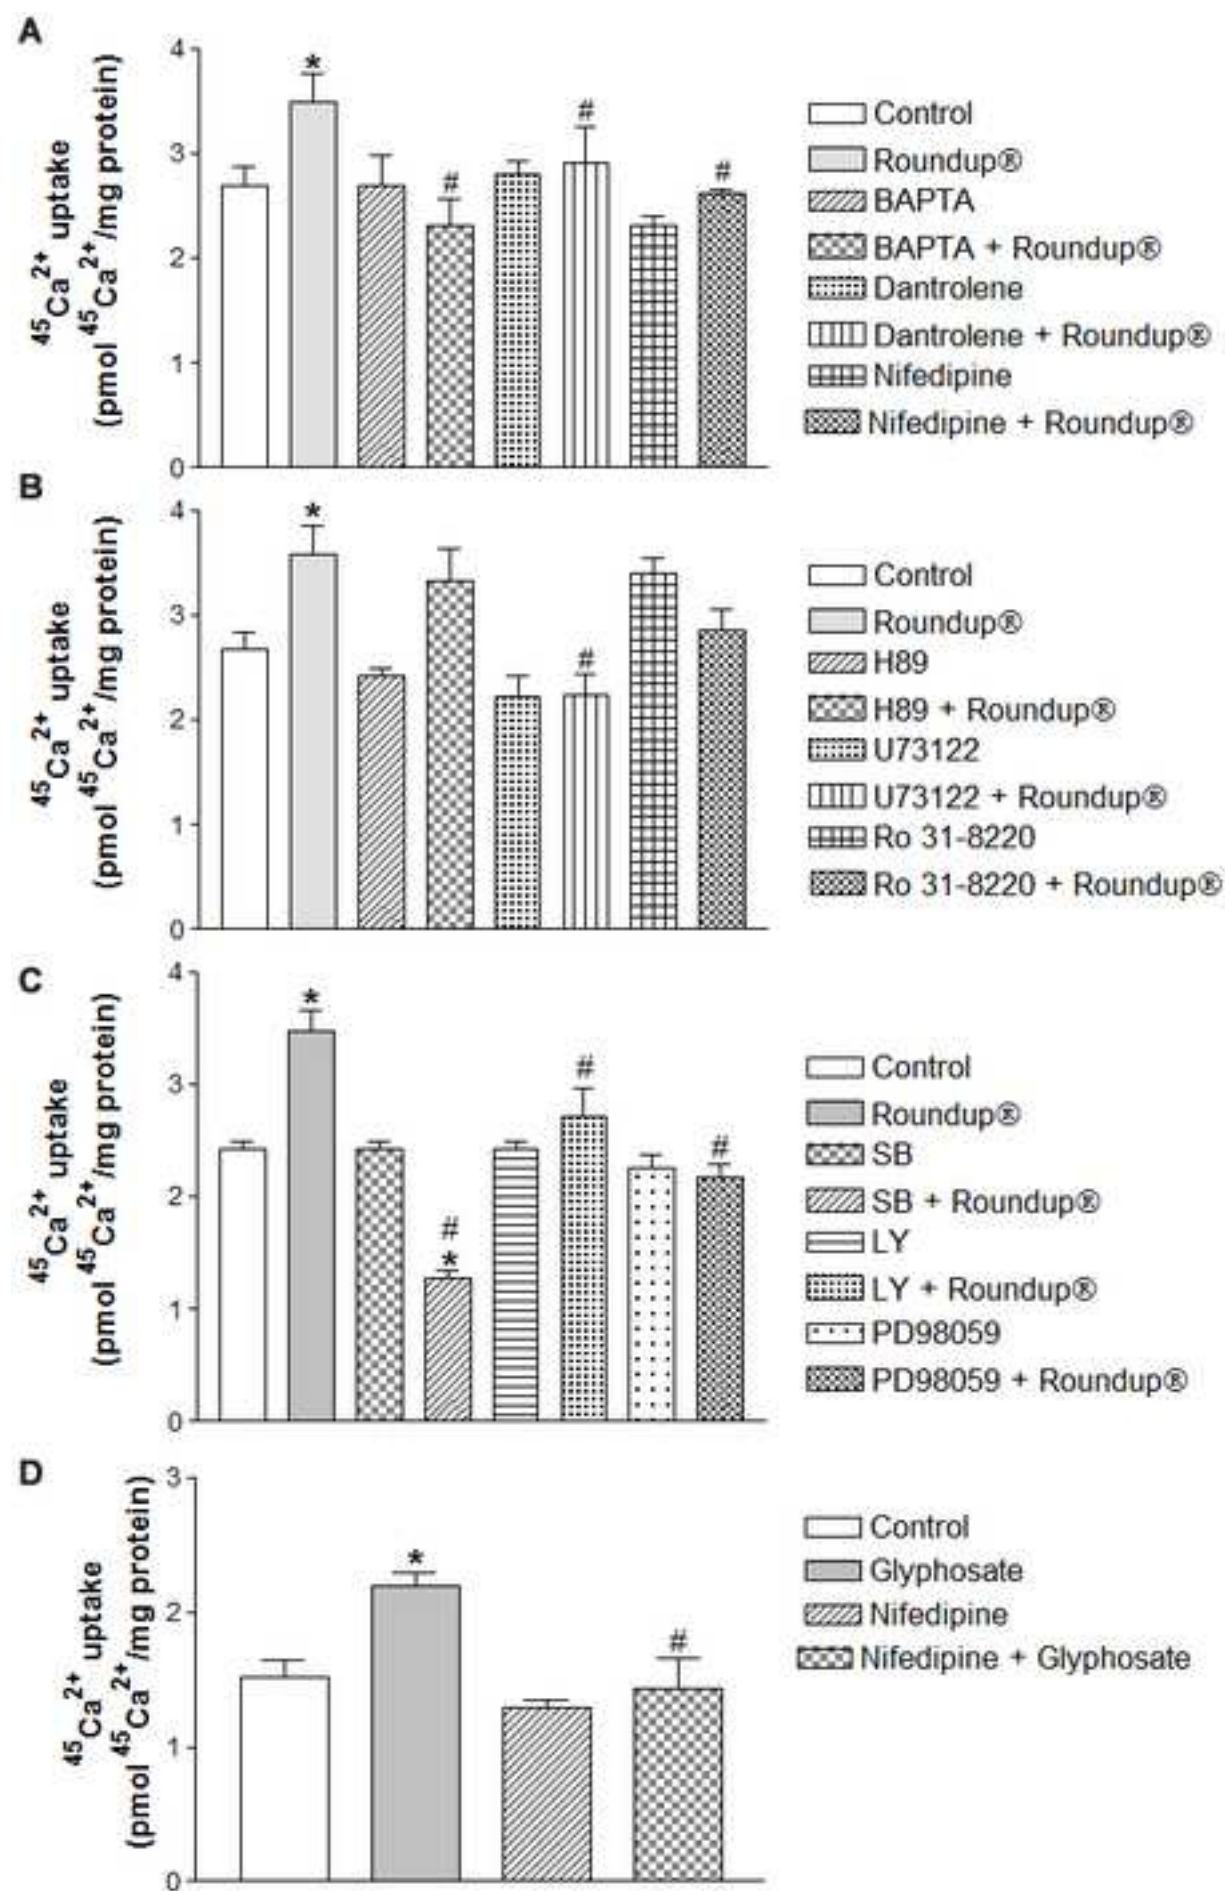 A
⁴⁵Ca²⁺ uptake
(pmol ⁴⁵Ca²⁺/mg protein)
4
3
2
1
0
*
#
#
#
Control
Roundup®
BAPTA
BAPTA + Roundup®
Dantrolene
Dantrolene + Roundup®
Nifedipine
Nifedipine + Roundup®
B
⁴⁵Ca²⁺ uptake
(pmol ⁴⁵Ca²⁺/mg protein)
4
3
2
1
0
*
#
Control
Roundup®
H89
H89 + Roundup®
U73122
U73122 + Roundup®
Ro 31-8220
Ro 31-8220 + Roundup®
C
⁴⁵Ca²⁺ uptake
(pmol ⁴⁵Ca²⁺/mg protein)
4
3
2
1
0
*
#
*
#
#
Control
Roundup®
SB
SB + Roundup®
LY
LY + Roundup®
PD98059
PD98059 + Roundup®
D
⁴⁵Ca²⁺ uptake
(pmol ⁴⁵Ca²⁺/mg protein)
3
2
1
0
*
#
Control
Glyphosate
Nifedipine
Nifedipine + Glyphosate